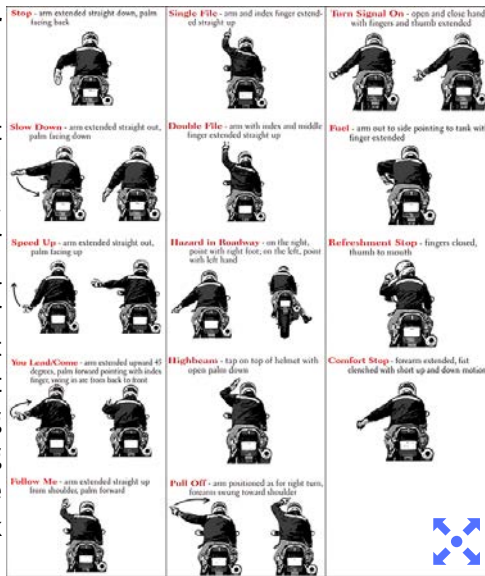 Stop - arm extended straight down, palm
facing back
Slow Down - arm extended straight out,
palm facing down
Speed Up - arm extended straight out,
palm facing up
You Lead/Come - arm extended upward 45
degrees, palm forward pointing with index
finger, swing in arc from back to front
Follow Me - arm extended straight up
from shoulder, palm forward
Single File - arm and index finger extend-
ed straight up
Double File - arm with index and middle
finger extended straight up
Hazard in Roadway - on the right,
point with right foot; on the left, point
with left hand
Highbeams - tap on top of helmet with
open palm down
Pull Off - arm positioned as for right turn,
forearm swung toward shoulder
Turn Signal On - open and close hand
with fingers and thumb extended
Fuel - arm out to side pointing to tank with
finger extended
Refreshment Stop - fingers closed,
thumb to mouth
Comfort Stop - forearm extended, fist
clenched with short up and down motion